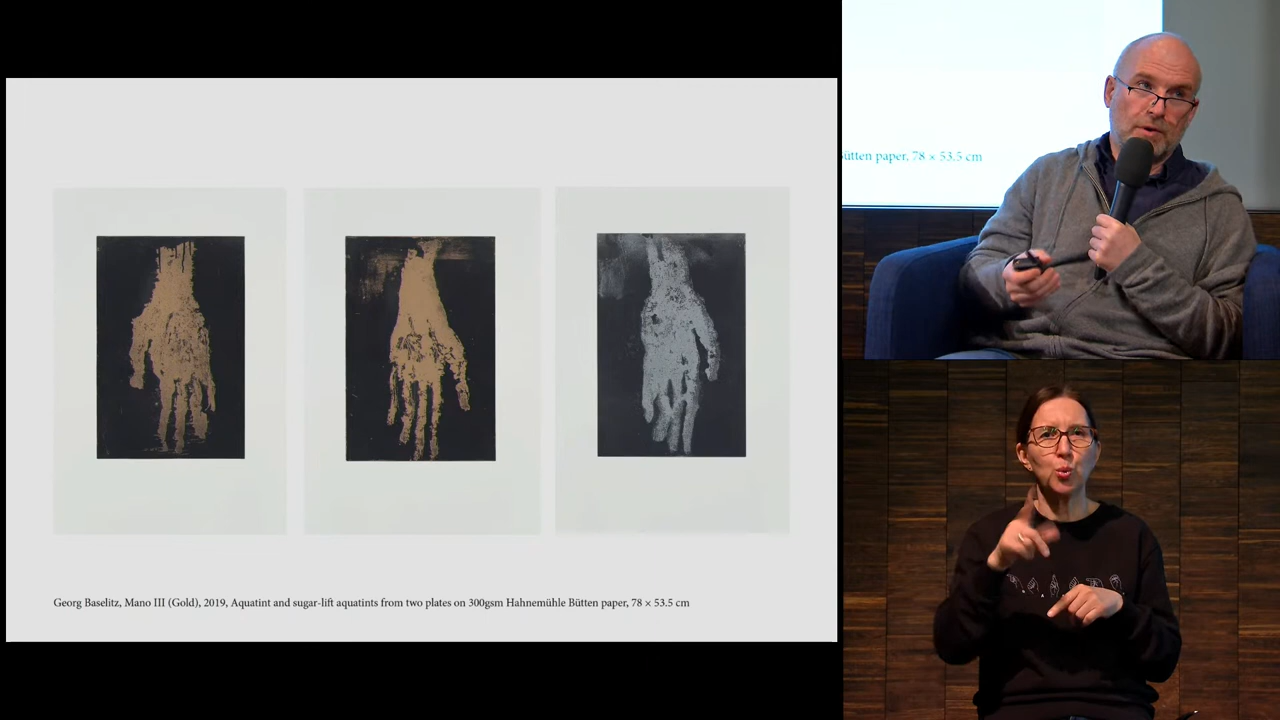 Georg Baselitz, Mano III (Gold), 2019, Aquatint and sugar-lift aquatints from two plates on 300gsm Hahnemühle Bütten paper, 78 × 53.5 cm
Bütten paper, 78 × 53.5 cm